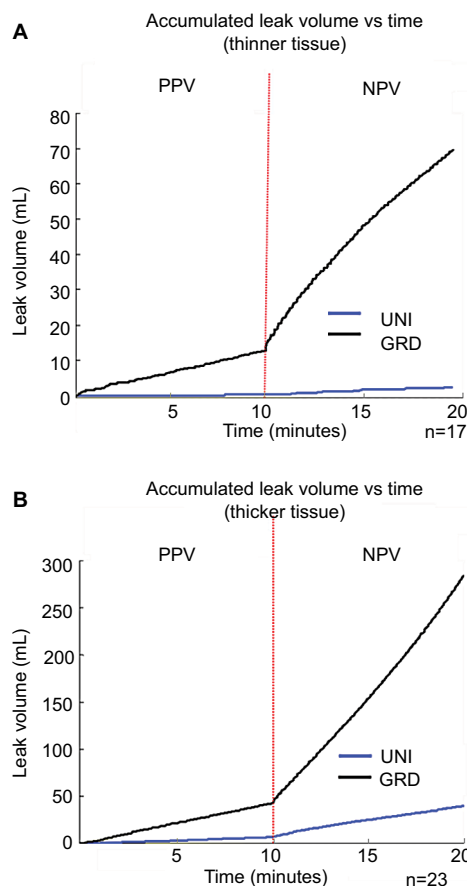 A
Accumulated leak volume vs time
(thinner tissue)
PPV
NPV
80
70
60
50
40
30
20
10
0
Leak volume (mL)
UNI
GRD
5
10
15
20
Time (minutes)
n=17
B
Accumulated leak volume vs time
(thicker tissue)
PPV
NPV
300
250
200
150
100
50
0
Leak volume (mL)
UNI
GRD
5
10
15
20
Time (minutes)
n=23